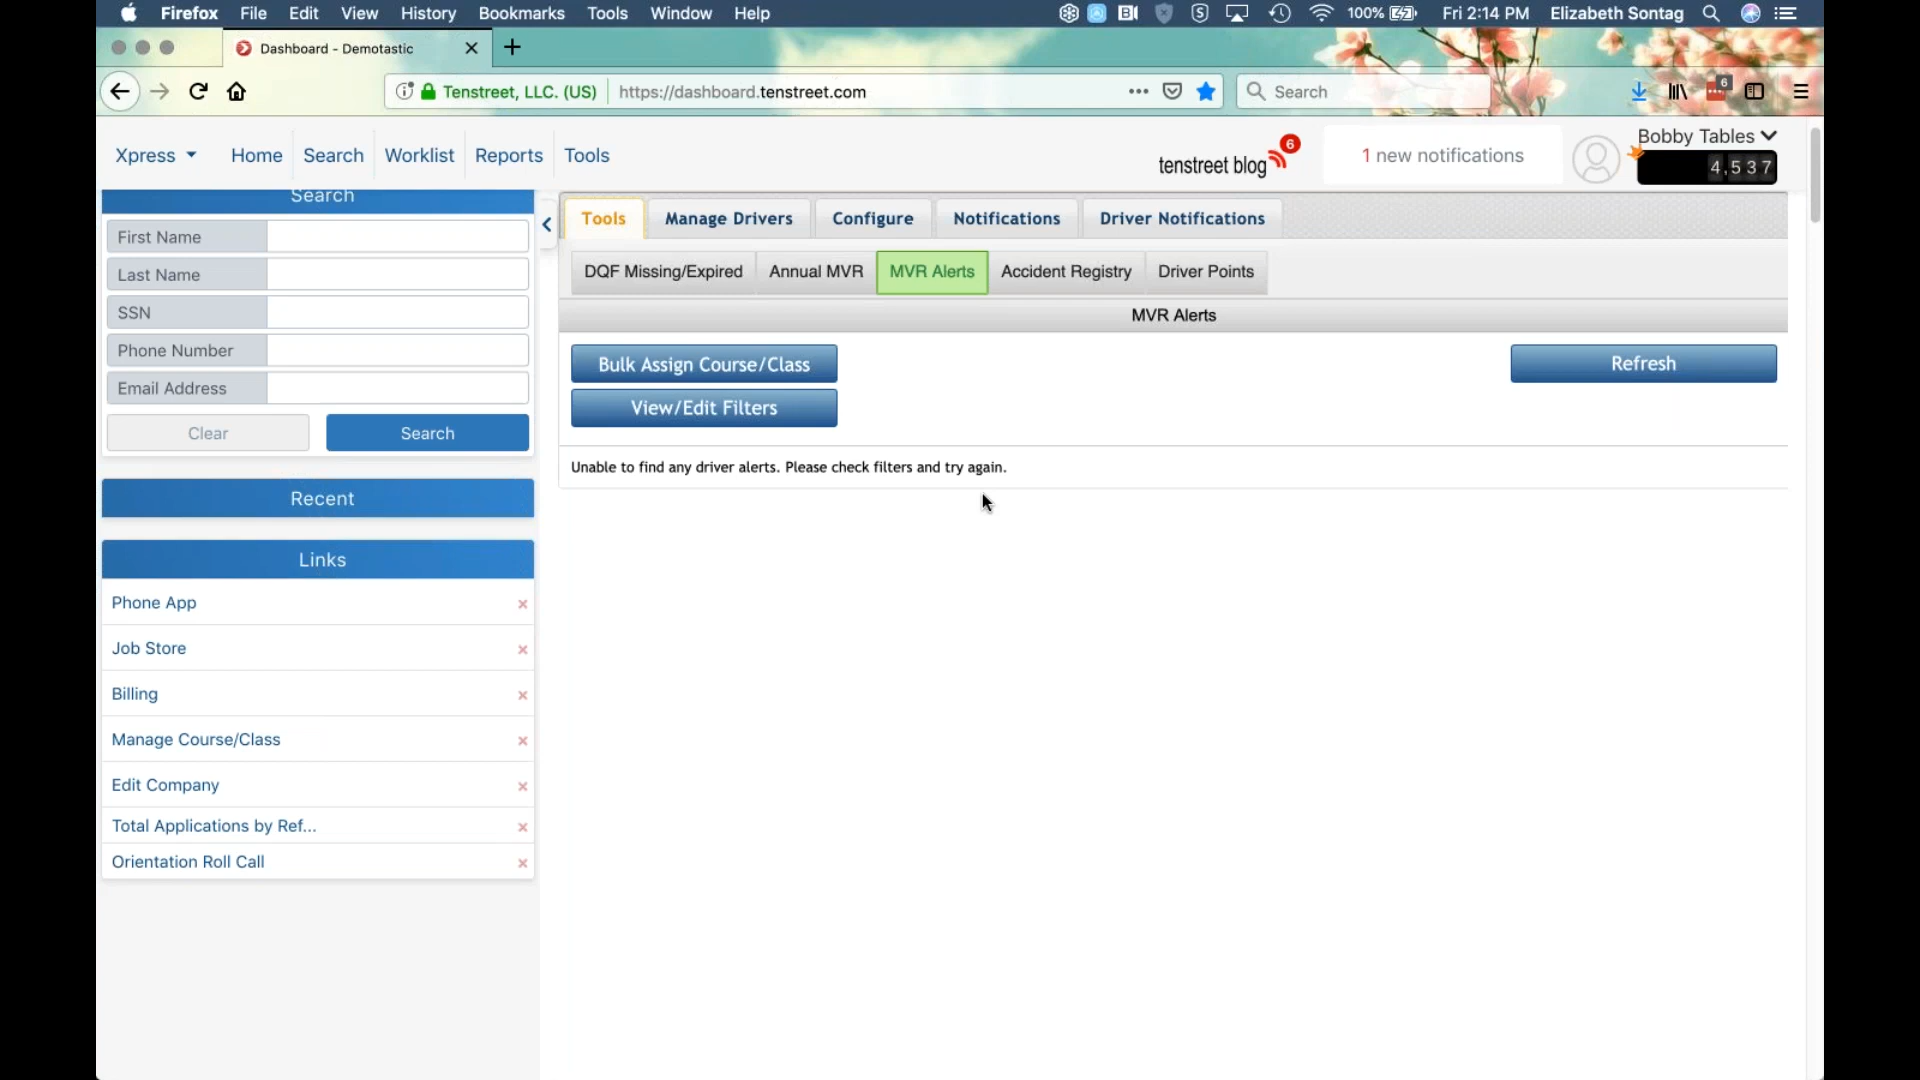 Firefox File Edit View History Bookmarks Tools Window Help 100% Fri 2:14 PM Elizabeth Sontag
Dashboard - Demotastic
Tenstreet, LLC. (US) https://dashboard.tenstreet.com Search 6
Xpress Home Search Worklist Reports Tools tenstreet blog 6 1 new notifications Bobby Tables
4,537
Search
First Name
Last Name
SSN
Phone Number
Email Address
Clear Search
Recent
Links
Phone App
Job Store
Billing
Manage Course/Class
Edit Company
Total Applications by Ref...
Orientation Roll Call
Tools Manage Drivers Configure Notifications Driver Notifications
DQF Missing/Expired Annual MVR MVR Alerts Accident Registry Driver Points
MVR Alerts
Bulk Assign Course/Class Refresh
View/Edit Filters
Unable to find any driver alerts. Please check filters and try again.